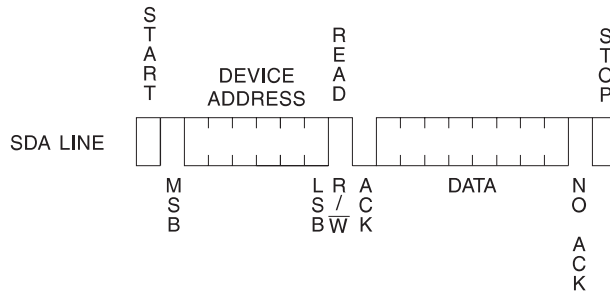 START
DEVICE
ADDRESS
READ
STOP
SDA LINE
MSB
LSB
R/W̅
ACK
DATA
NO ACK